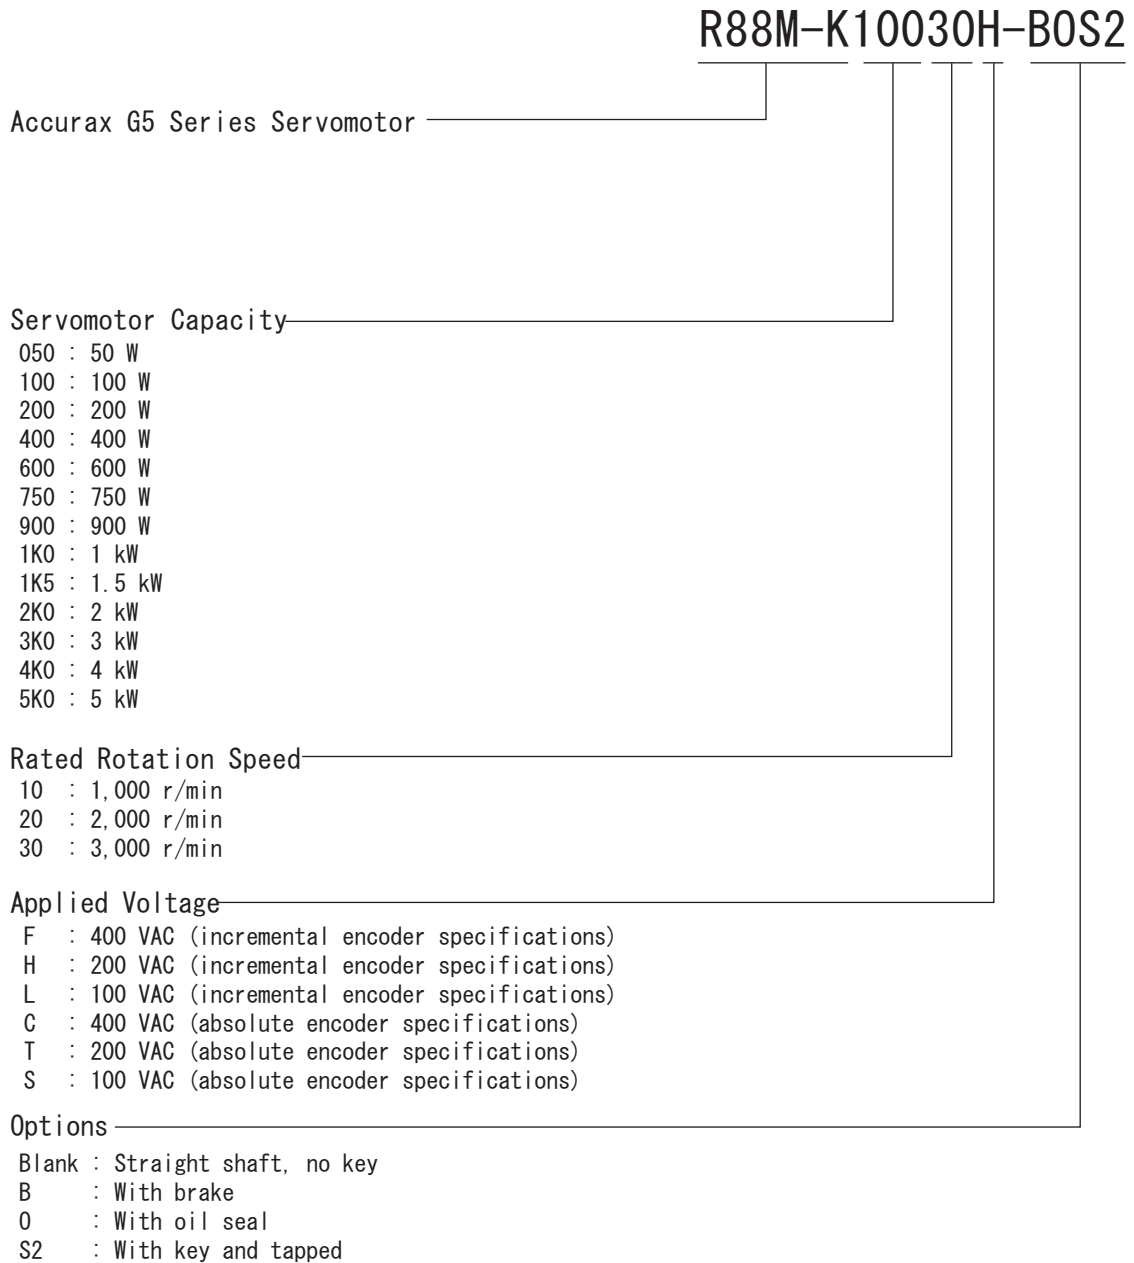 R88M-K10030H-BOS2
Accurax G5 Series Servomotor
Servomotor Capacity
050 : 50 W
100 : 100 W
200 : 200 W
400 : 400 W
600 : 600 W
750 : 750 W
900 : 900 W
1K0 : 1 kW
1K5 : 1.5 kW
2K0 : 2 kW
3K0 : 3 kW
4K0 : 4 kW
5K0 : 5 kW
Rated Rotation Speed
10 : 1,000 r/min
20 : 2,000 r/min
30 : 3,000 r/min
Applied Voltage
F : 400 VAC (incremental encoder specifications)
H : 200 VAC (incremental encoder specifications)
L : 100 VAC (incremental encoder specifications)
C : 400 VAC (absolute encoder specifications)
T : 200 VAC (absolute encoder specifications)
S : 100 VAC (absolute encoder specifications)
Options
Blank : Straight shaft, no key
B : With brake
O : With oil seal
S2 : With key and tapped